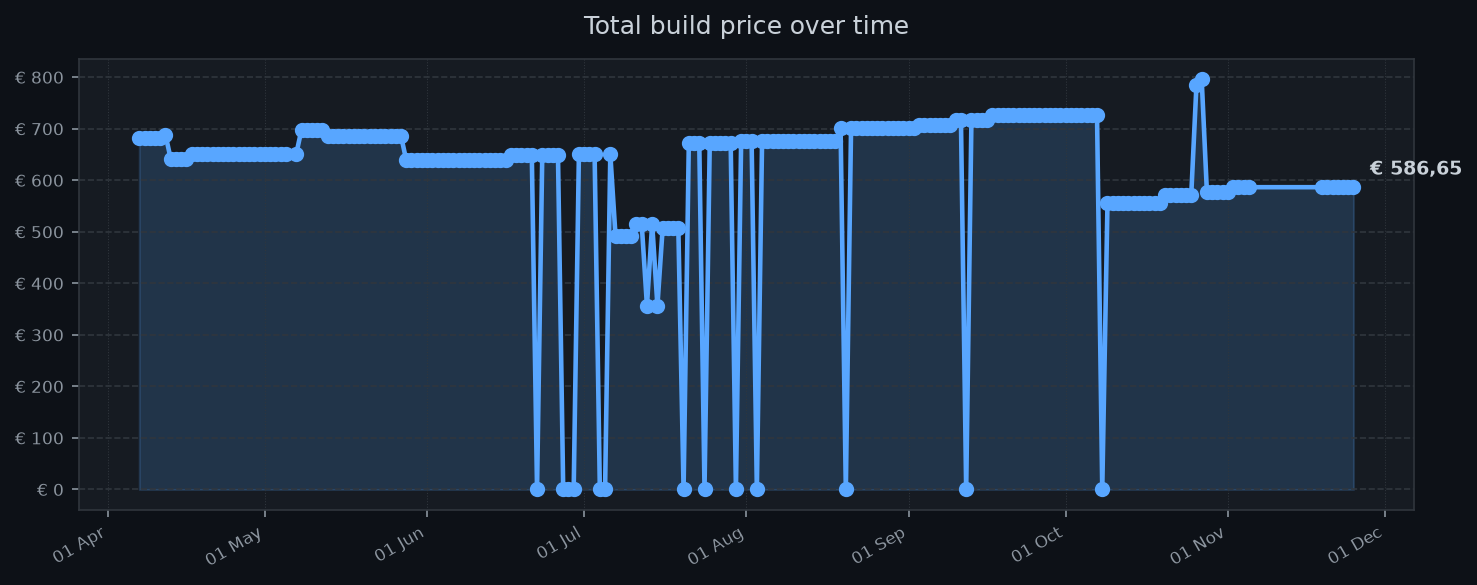 Total build price over time
€ 800
€ 700
€ 600
€ 500
€ 400
€ 300
€ 200
€ 100
€ 0
€ 586,65
01 Apr
01 May
01 Jun
01 Jul
01 Aug
01 Sep
01 Oct
01 Nov
01 Dec